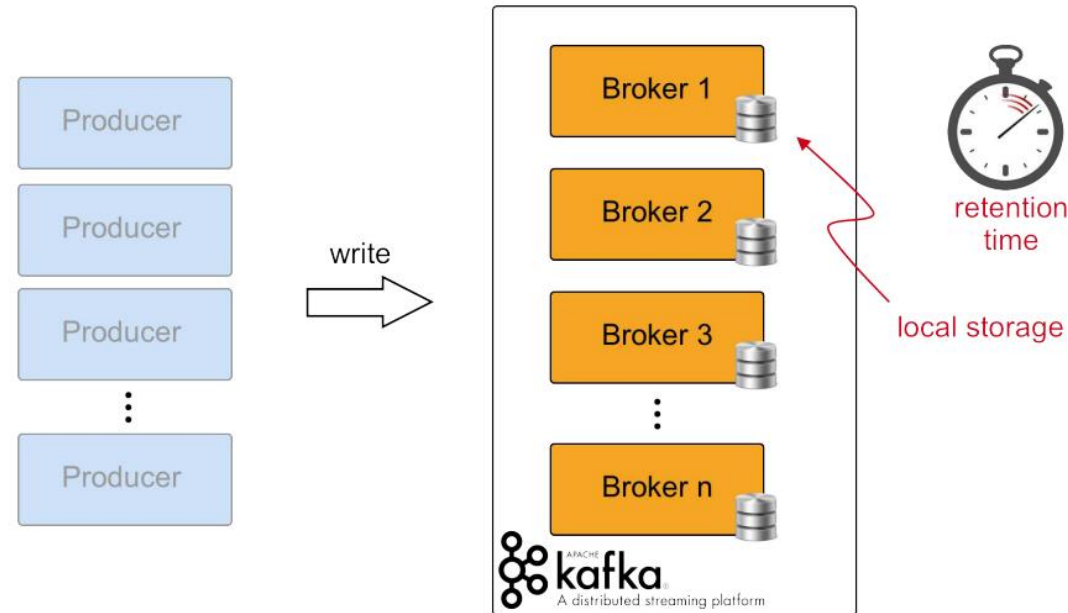 Producer
Producer
Producer
Producer
write
Broker 1
Broker 2
Broker 3
Broker n
APACHE
kafka®
A distributed streaming platform
retention
time
local storage